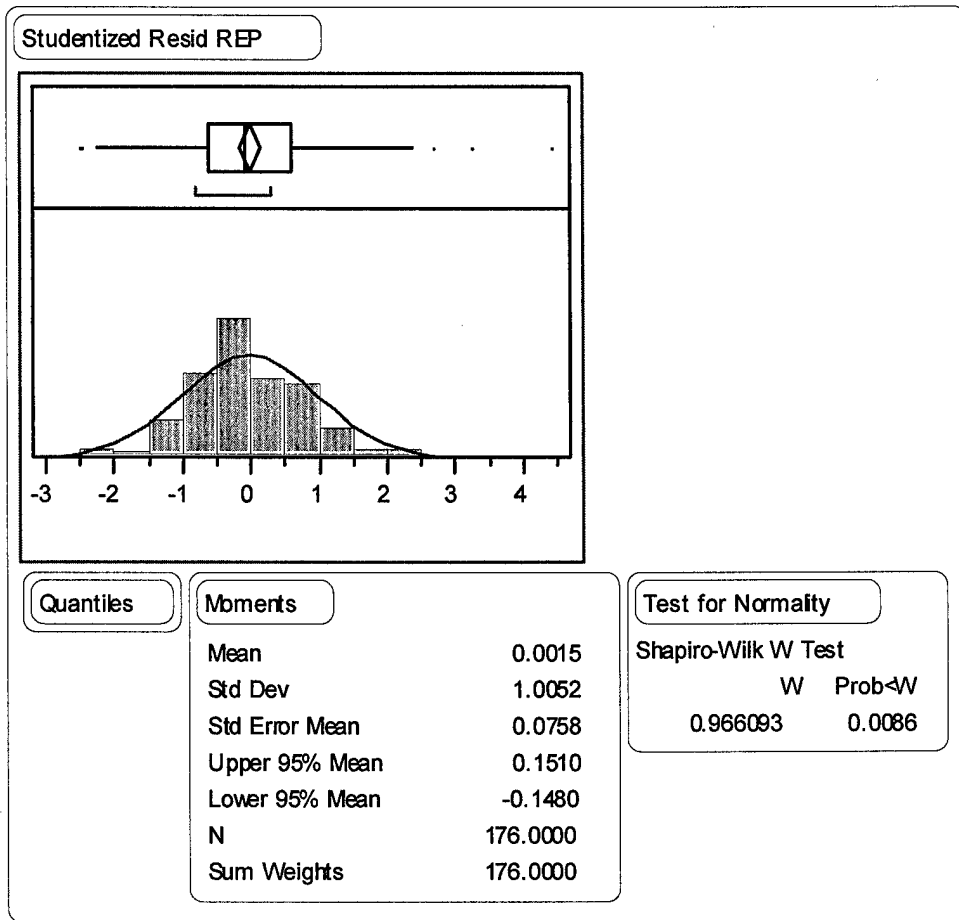 Studentized Resid REP
-3 -2 -1 0 1 2 3 4
Quantiles
Moments
Mean 0.0015
Std Dev 1.0052
Std Error Mean 0.0758
Upper 95% Mean 0.1510
Lower 95% Mean -0.1480
N 176.0000
Sum Weights 176.0000
Test for Normality
Shapiro-Wilk W Test
W Prob<W
0.966093 0.0086